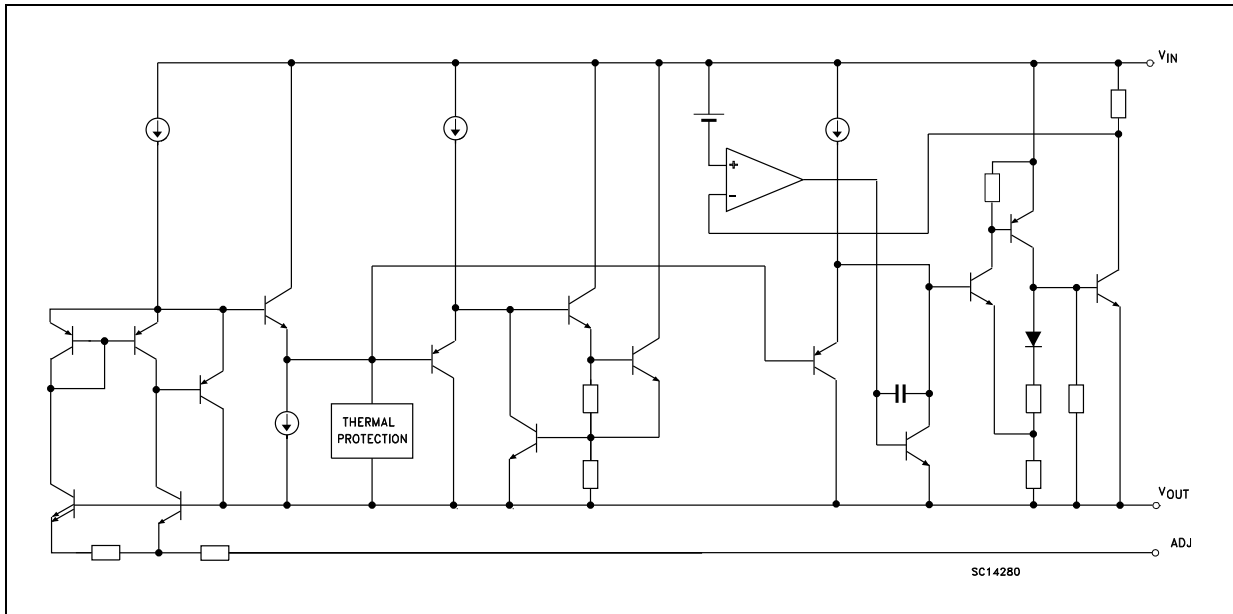 VIN
+
−
THERMAL
PROTECTION
VOUT
ADJ
SC14280